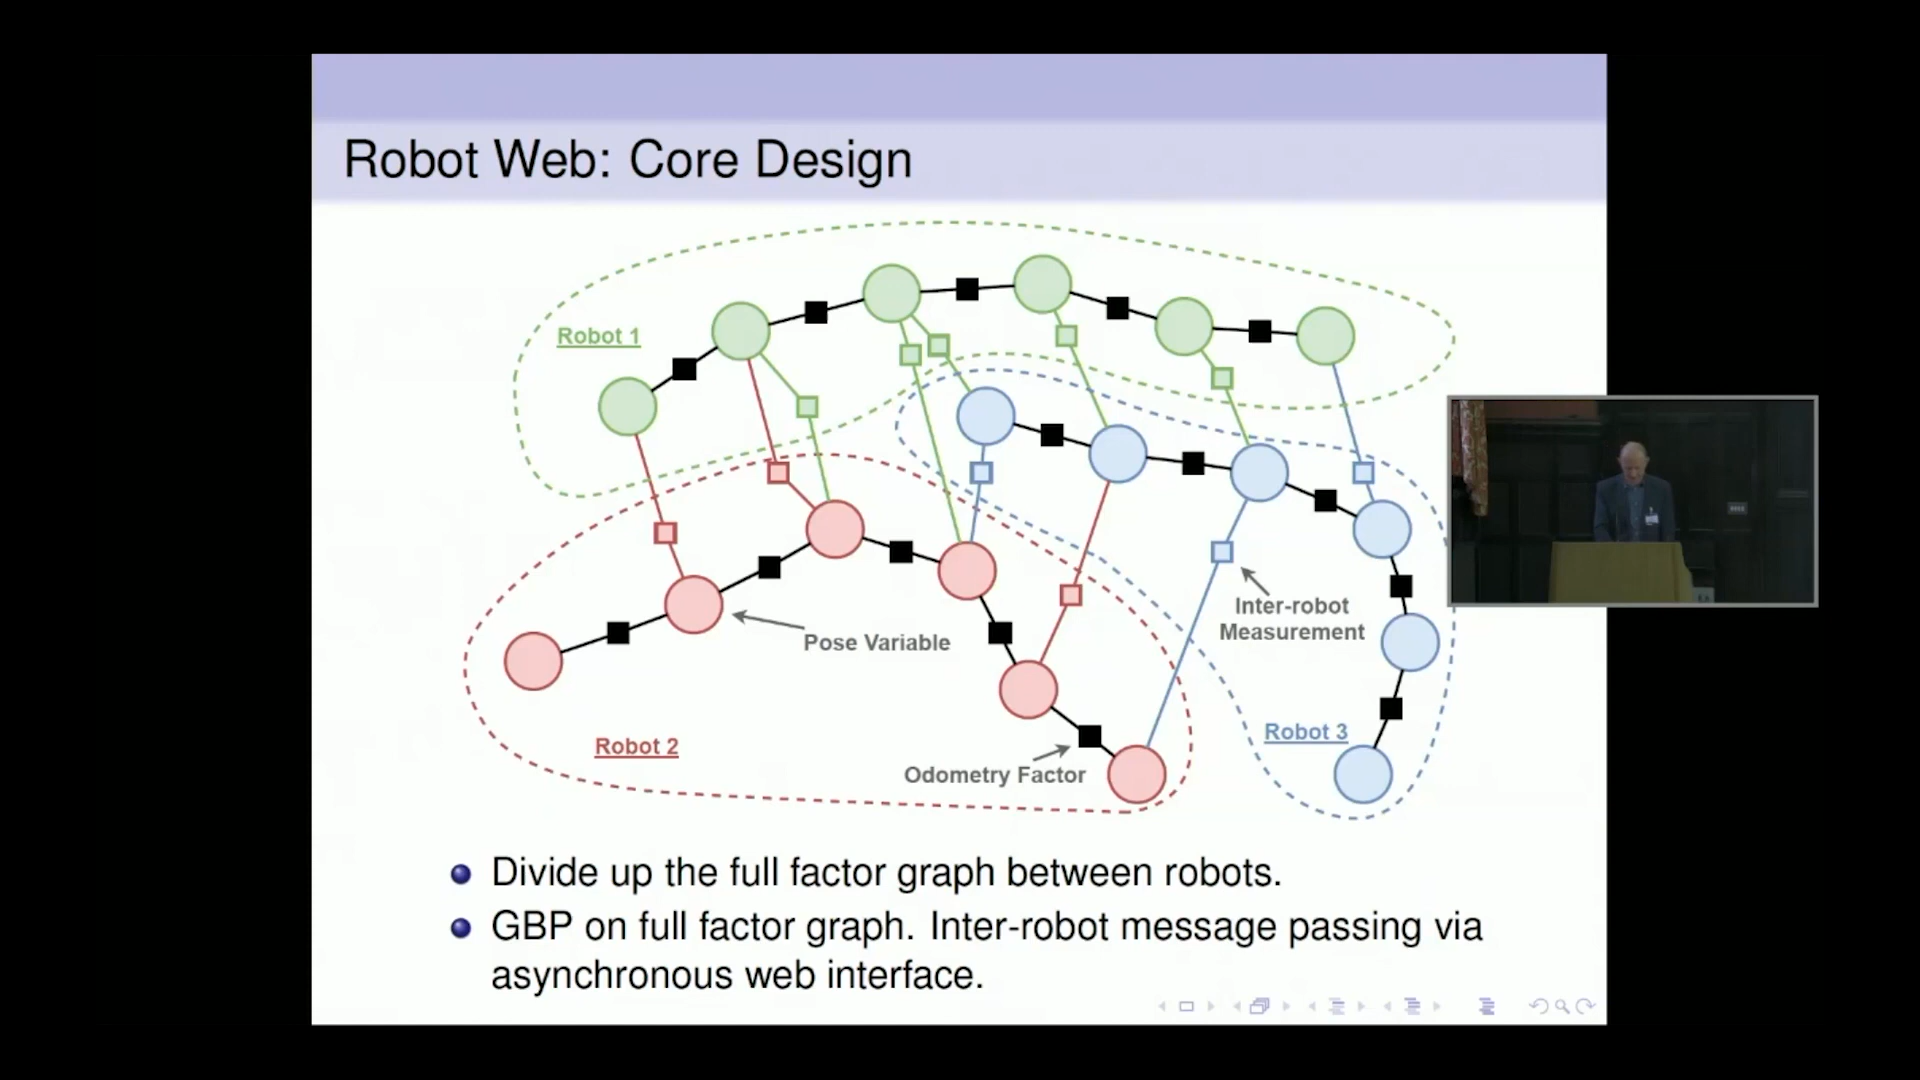 Robot Web: Core Design
Robot 1
Inter-robot
Measurement
Pose Variable
Robot 3
Robot 2
Odometry Factor
Divide up the full factor graph between robots.
GBP on full factor graph. Inter-robot message passing via
asynchronous web interface.